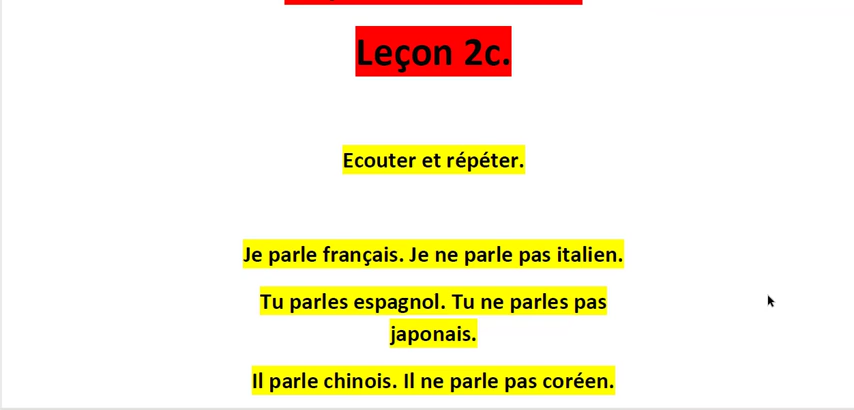 Leçon 2c.
Ecouter et répéter.
Je parle français. Je ne parle pas italien.
Tu parles espagnol. Tu ne parles pas
japonais.
Il parle chinois. Il ne parle pas coréen.